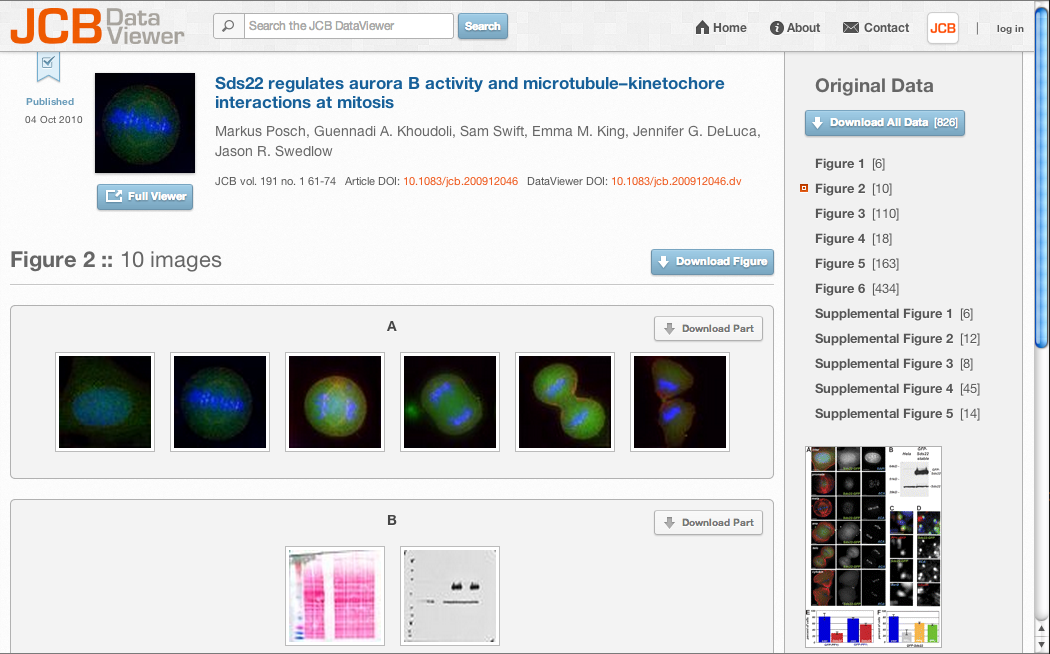 JCB Data Viewer
Search the JCB DataViewer
Search
Home
About
Contact
JCB
|
log in
Published
04 Oct 2010
Full Viewer
Sds22 regulates aurora B activity and microtubule–kinetochore
interactions at mitosis
Markus Posch, Guennadi A. Khoudoli, Sam Swift, Emma M. King, Jennifer G. DeLuca,
Jason R. Swedlow
JCB vol. 191 no. 1 61-74 Article DOI: 10.1083/jcb.200912046 DataViewer DOI: 10.1083/jcb.200912046.dv
Figure 2 :: 10 images
Download Figure
A
Download Part
B
Download Part
Original Data
Download All Data [826]
Figure 1 [6]
Figure 2 [10]
Figure 3 [110]
Figure 4 [18]
Figure 5 [163]
Figure 6 [434]
Supplemental Figure 1 [6]
Supplemental Figure 2 [12]
Supplemental Figure 3 [8]
Supplemental Figure 4 [45]
Supplemental Figure 5 [14]
A
B
C
D
E
F